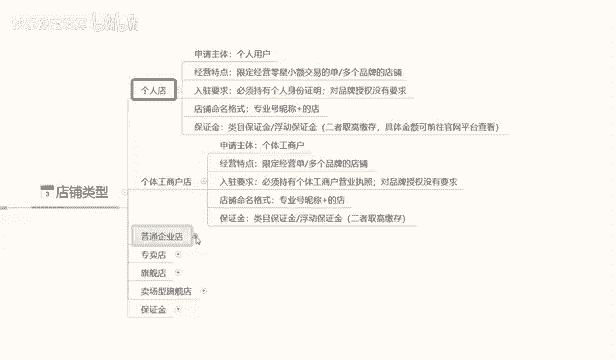 bilibili
3 店铺类型
个人店
申请主体：个人用户
经营特点：限定经营零星小额交易的单/多个品牌的店铺
入驻要求：必须持有个人身份证明；对品牌授权没有要求
店铺命名格式：专业号昵称+的店
保证金：类目保证金/浮动保证金（二者取高缴存，具体金额可前往官网平台查看）
个体工商户店
申请主体：个体工商户
经营特点：限定经营单/多个品牌的店铺
入驻要求：必须持有个体工商户营业执照；对品牌授权没有要求
店铺命名格式：专业号昵称+的店
保证金：类目保证金/浮动保证金（二者取高缴存）
普通企业店
专卖店
旗舰店
卖场型旗舰店
保证金